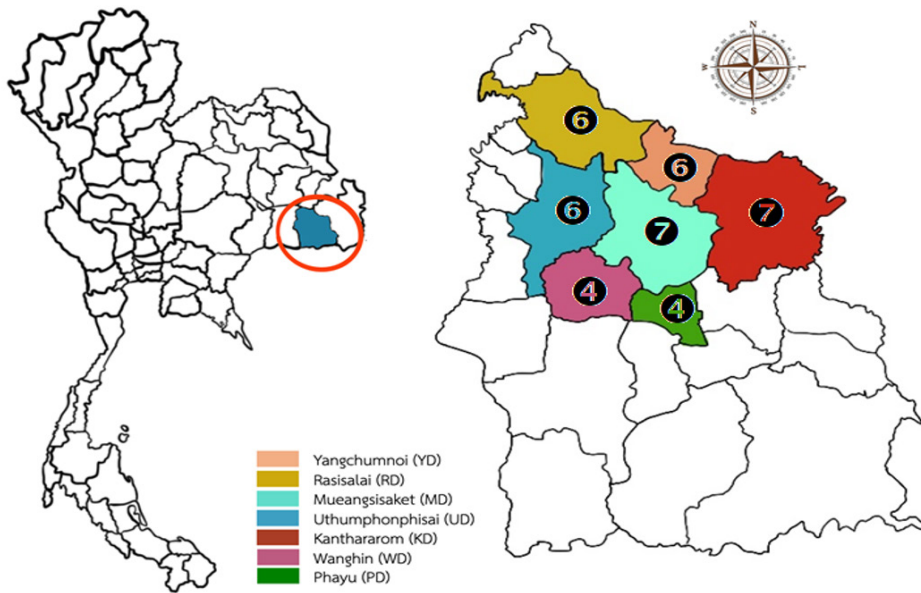 N
W
L
S
6
6
7
6
7
4
4
Yangchumnoi (YD)
Rasisalai (RD)
Mueangsisaket (MD)
Uthumphonphisai (UD)
Kanthararom (KD)
Wanghin (WD)
Phayu (PD)